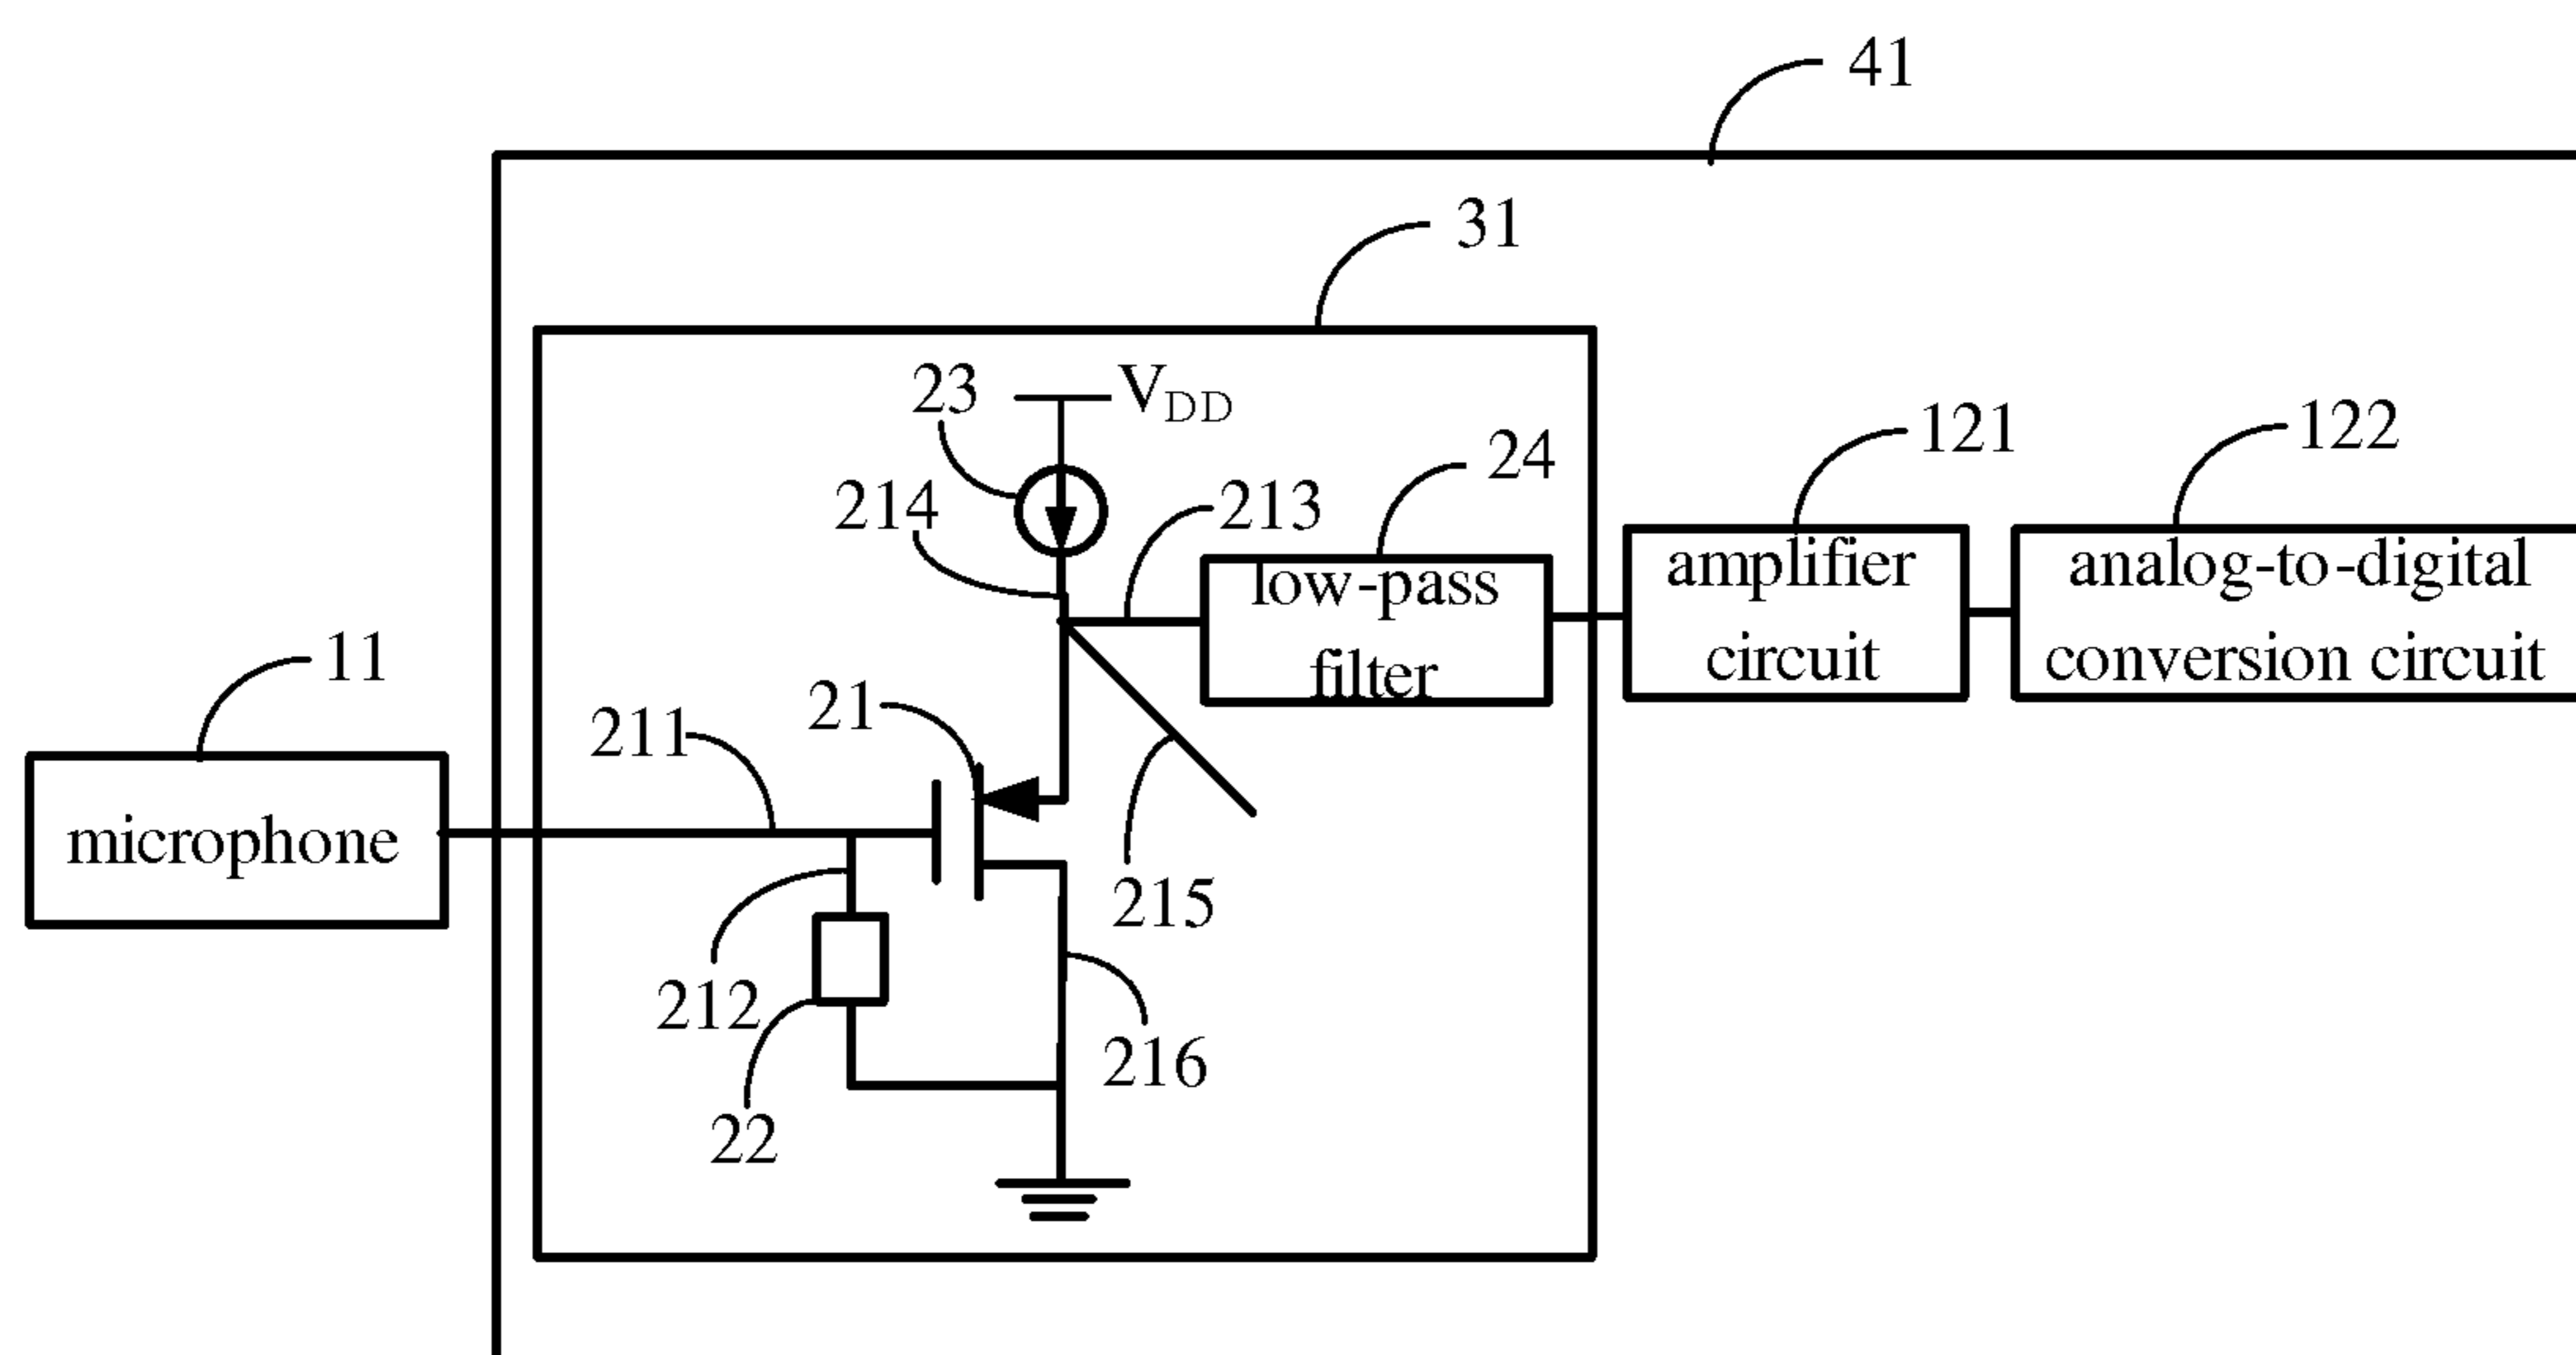 41
31
23
V_DD
24
121
122
214
213
low-pass
filter
amplifier
circuit
analog-to-digital
conversion circuit
11
211
21
microphone
215
212
216
22